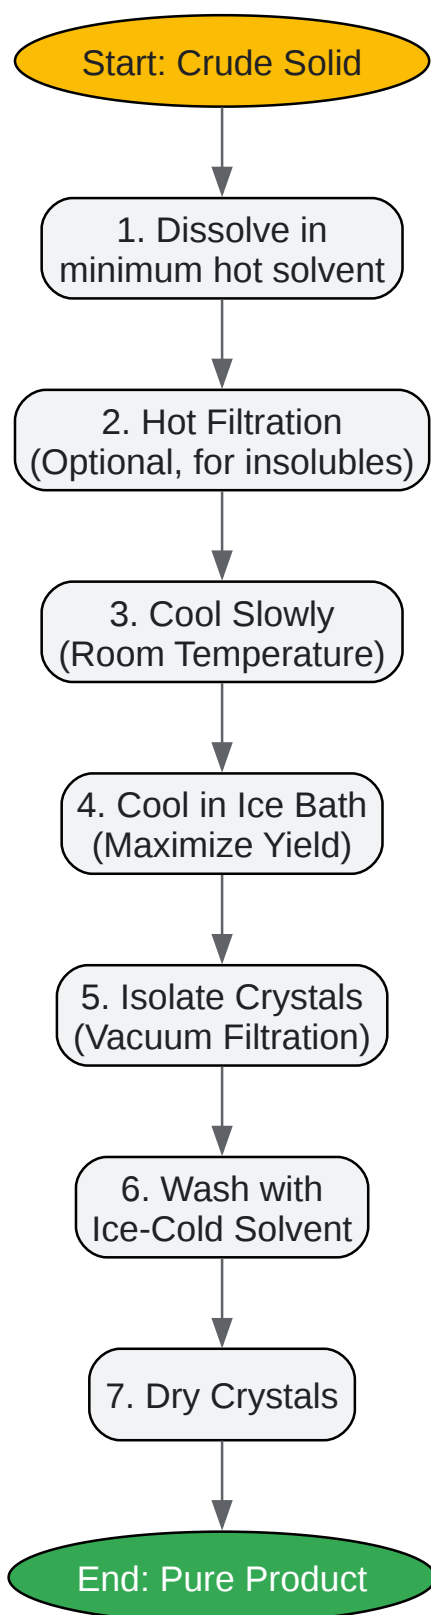 Start: Crude Solid
1. Dissolve in
minimum hot solvent
2. Hot Filtration
(Optional, for insolubles)
3. Cool Slowly
(Room Temperature)
4. Cool in Ice Bath
(Maximize Yield)
5. Isolate Crystals
(Vacuum Filtration)
6. Wash with
Ice-Cold Solvent
7. Dry Crystals
End: Pure Product